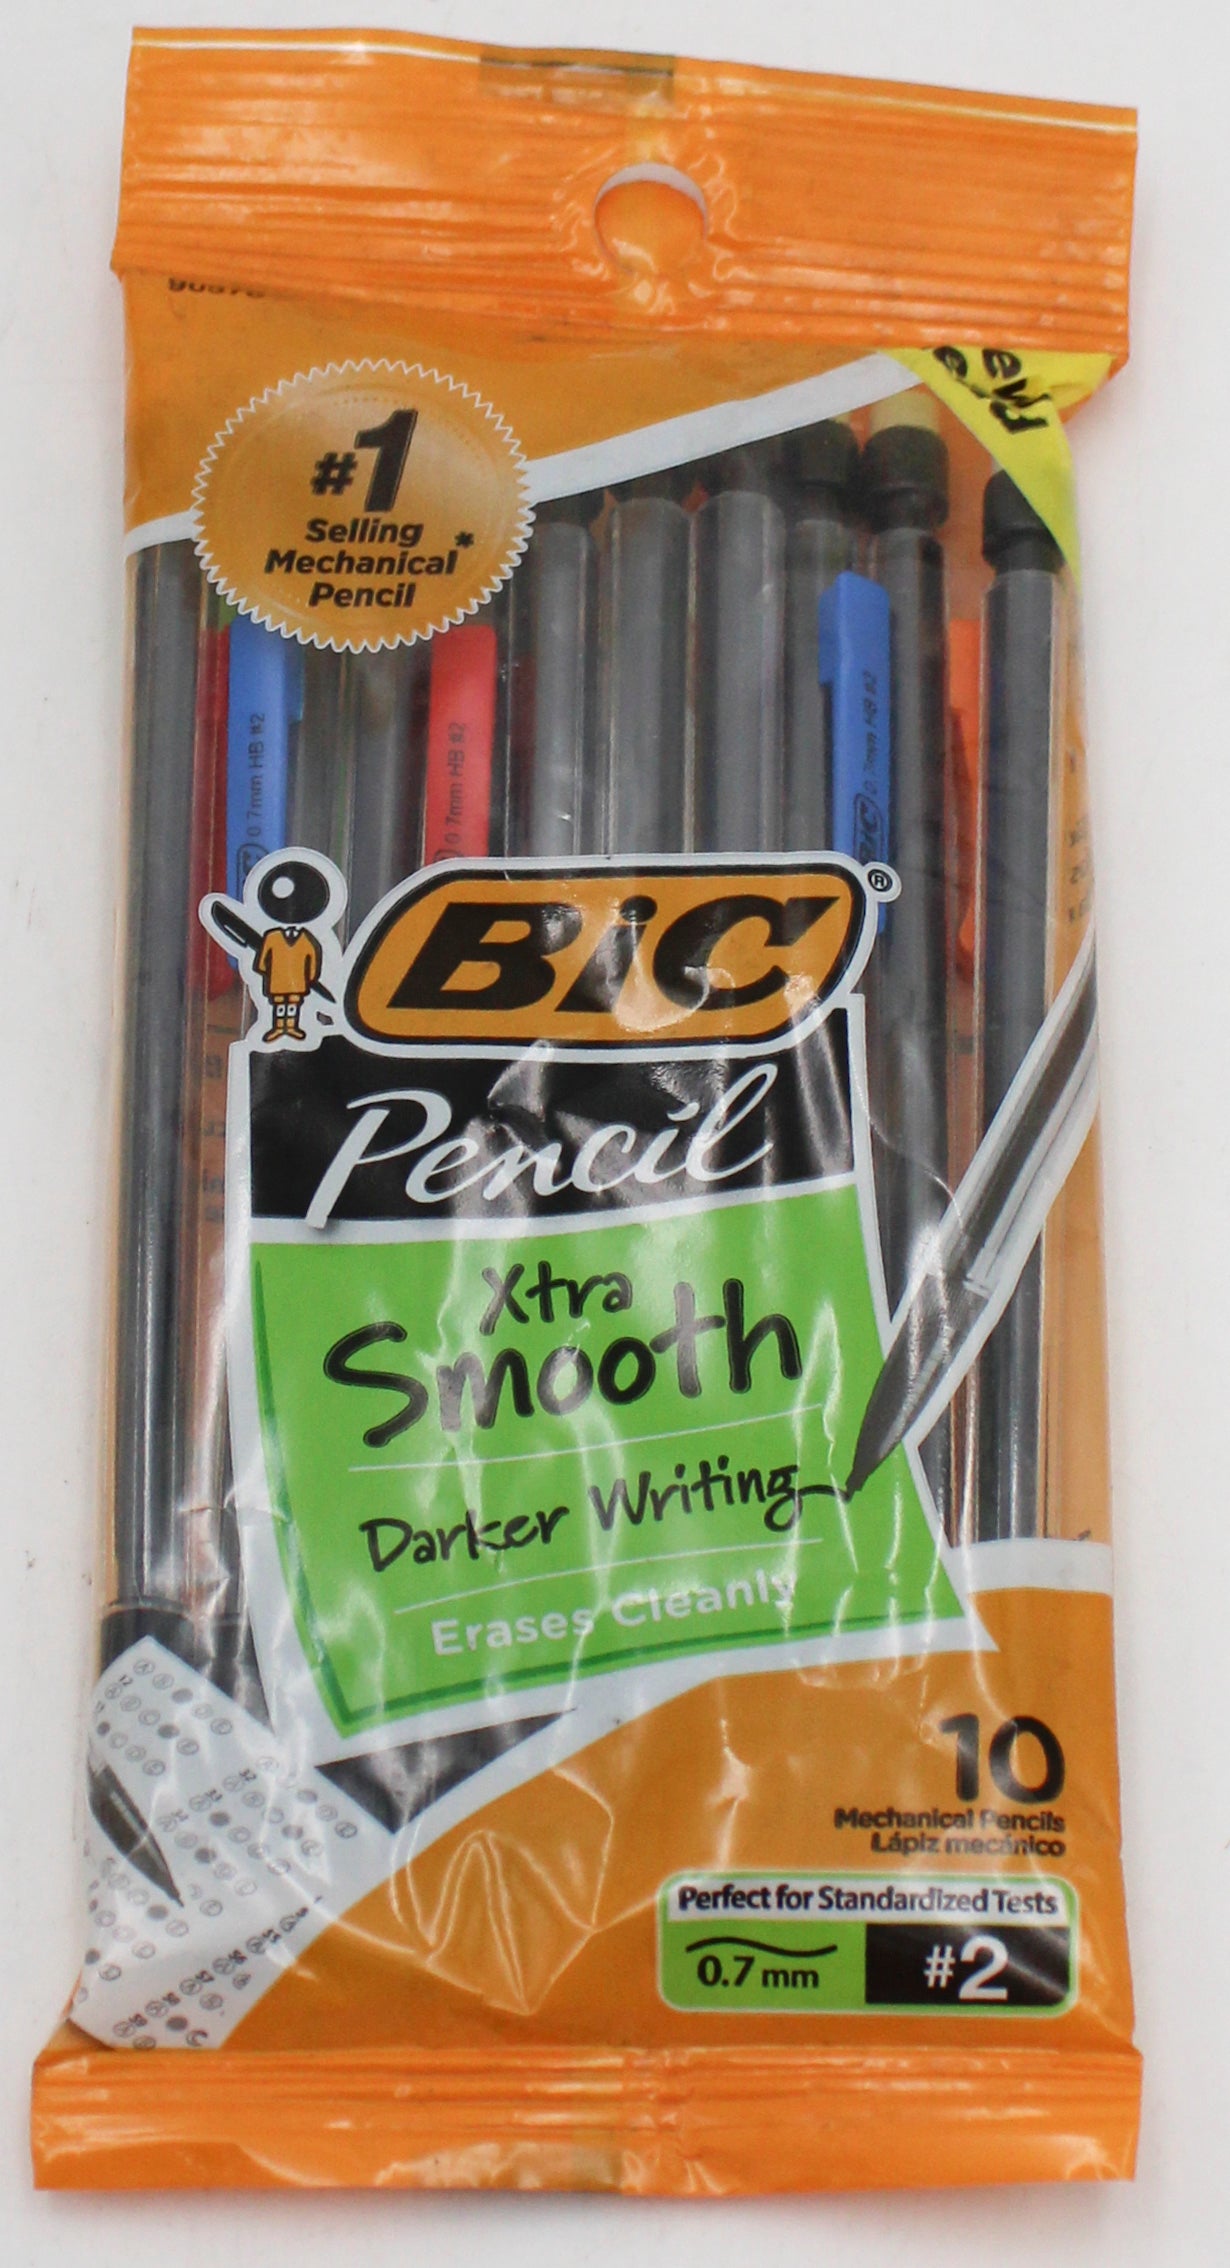 #1
Selling
Mechanical*
Pencil
0.7mm HB #2
0.7mm HB #2
BIC 0.7mm HB #2
BiC®
Pencil
Xtra
Smooth
Darker Writing
Erases Cleanly
10
Mechanical Pencils
Lápiz mecánico
Perfect for Standardized Tests
0.7 mm
#2